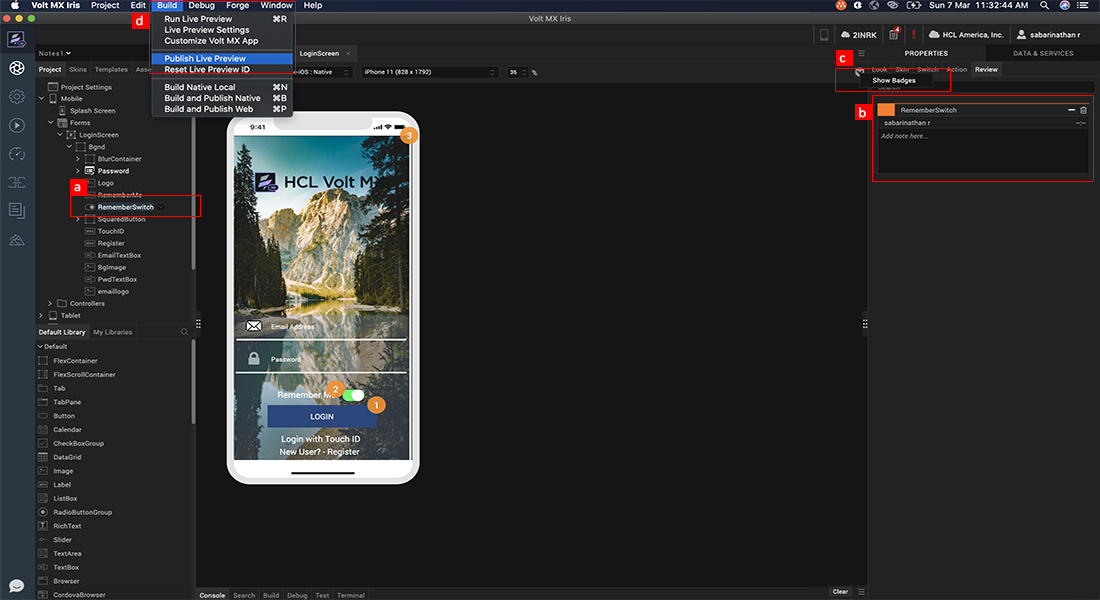 Volt MX Iris Project Edit Build Debug Forge Window Help
Sun 7 Mar 11:32:44 AM
sabarinathan r
d
Run Live Preview ⌘R
Live Preview Settings
Customize Volt MX App
Publish Live Preview
Reset Live Preview ID
Build Native Local ⌘N
Build and Publish Native ⌘B
Build and Publish Web ⌘P
Volt MX Iris
2INRK
4
!
HCL America, Inc.
sabarinathan r
Notes1
Project Skins Templates Asse
Project Settings
Mobile
Splash Screen
Forms
LoginScreen
Bgnd
BlurContainer
Password
Logo
RememberMe
a
RememberSwitch
SquaredButton
TouchID
Register
EmailTextBox
BgImage
PwdTextBox
emaillogo
Controllers
Tablet
Default Library My Libraries
Default
FlexContainer
FlexScrollContainer
Tab
TabPane
Button
Calendar
CheckBoxGroup
DataGrid
Image
Label
ListBox
RadioButtonGroup
RichText
Slider
TextArea
TextBox
Browser
CordovaBrowser
LoginScreen ×
iOS : Native
iPhone 11 (828 x 1792)
35 %
9:41
3
HCL Volt MX
Email Address
Password
2
Remember Me
1
LOGIN
Login with Touch ID
New User? - Register
Console Search Build Debug Test Terminal
Clear
PROPERTIES DATA & SERVICES
c
Look Skin Switch Action Review
Show Badges
Search
b
RememberSwitch
sabarinathan r
--:--
Add note here...